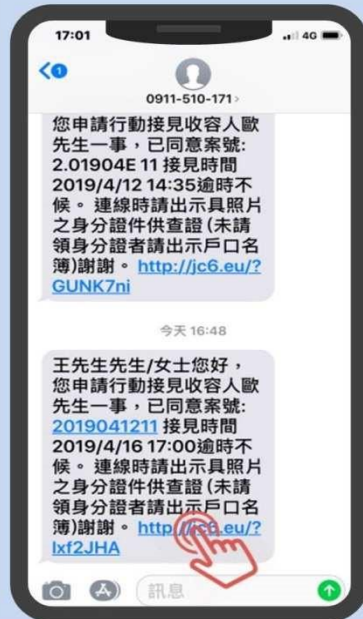 17:01
4G
1
0911-510-171 >
您申請行動接見收容人歐
先生一事，已同意案號:
2.01904E 11 接見時間
2019/4/12 14:35逾時不
候。 連線時請出示具照片
之身分證件供查證 (未請
領身分證者請出示戶口名
簿)謝謝。 http://jc6.eu/?
GUNK7ni
今天 16:48
王先生先生/女士您好，
您申請行動接見收容人歐
先生一事，已同意案號:
2019041211 接見時間
2019/4/16 17:00逾時不
候。 連線時請出示具照片
之身分證件供查證 (未請
領身分證者請出示戶口名
簿)謝謝。 http jc6.eu/?
lxf2JHA
訊息